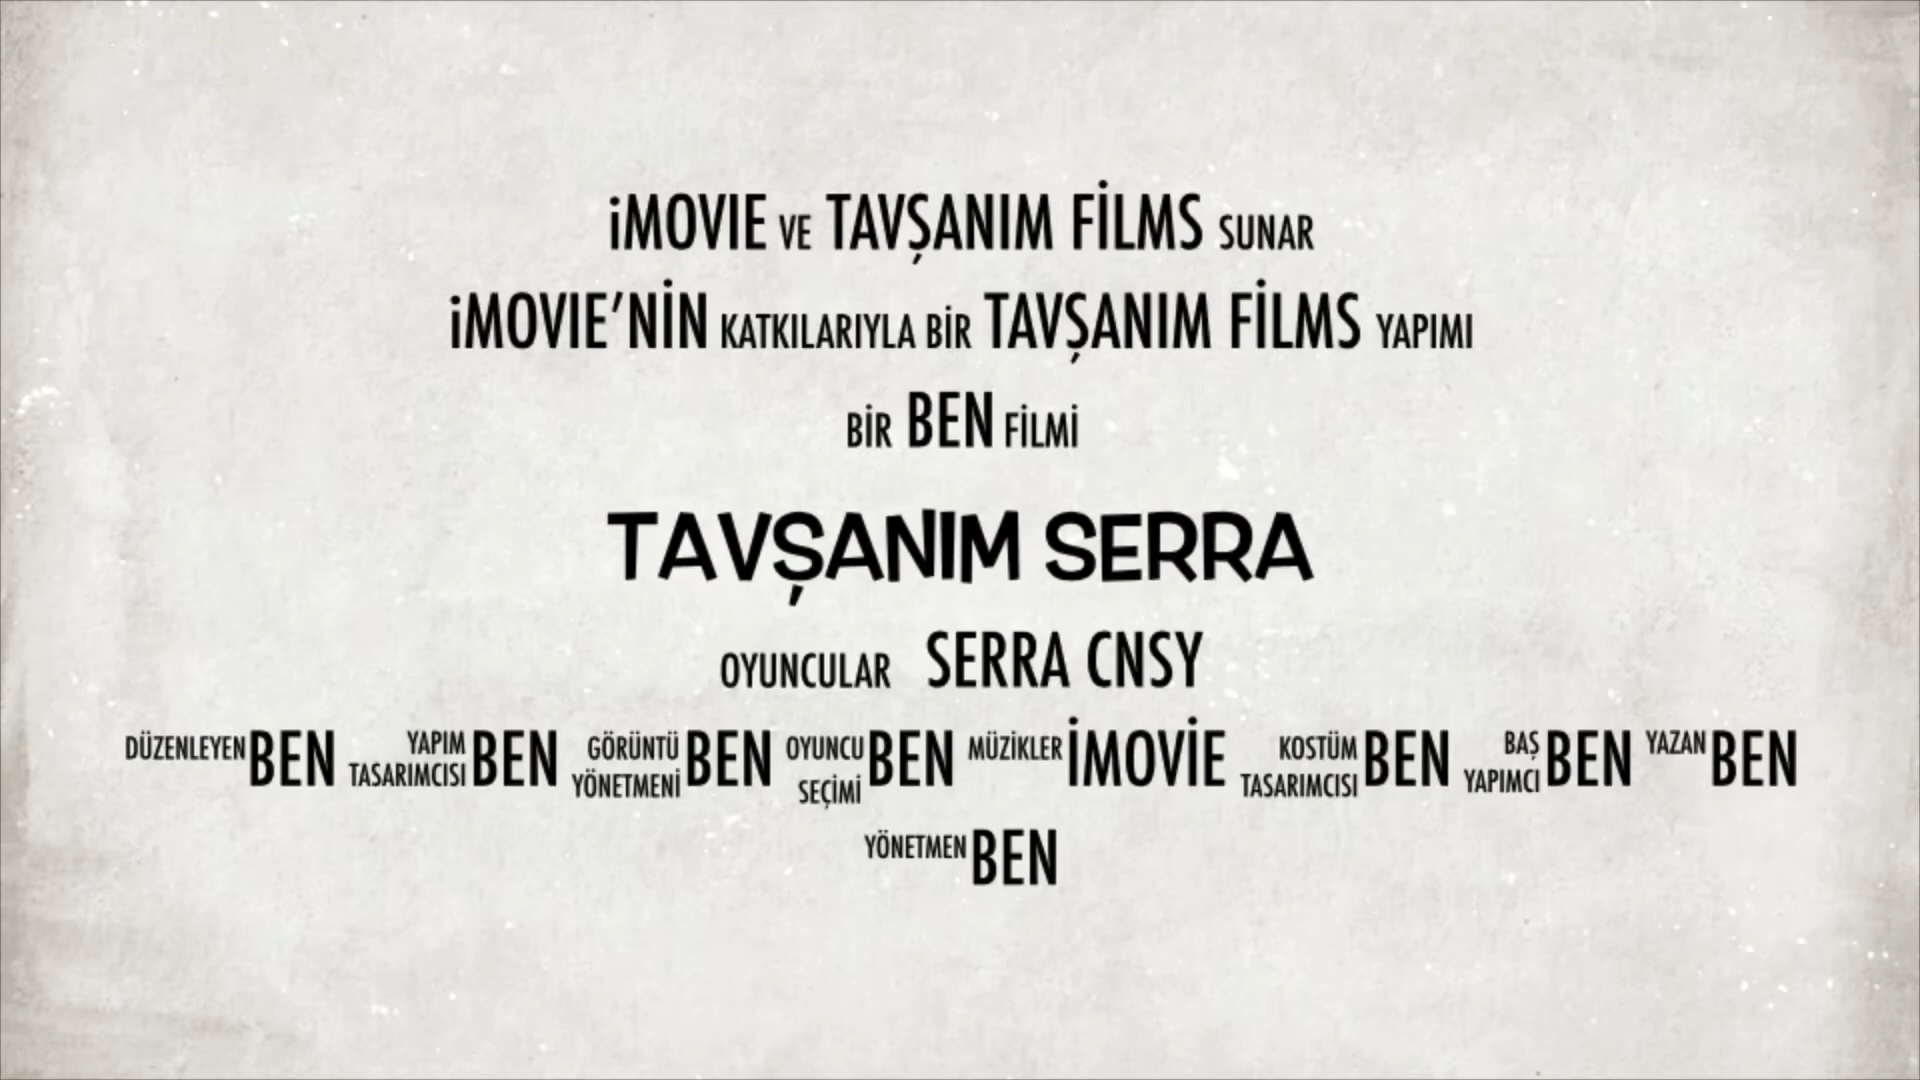 iMOVIE VE TAVŞANIM FİLMS SUNAR
iMOVIE'NİN KATKILARIYLA BİR TAVŞANIM FİLMS YAPIMI
BİR BEN FİLMİ
TAVŞANIM SERRA
OYUNCULAR SERRA CNSY
DÜZENLEYEN BEN YAPIM TASARIMCISI BEN GÖRÜNTÜ YÖNETMENİ BEN OYUNCU SEÇİMİ BEN MÜZİKLER İMOVİE KOSTÜM TASARIMCISI BEN BAŞ YAPIMCI BEN YAZAN BEN
YÖNETMEN BEN